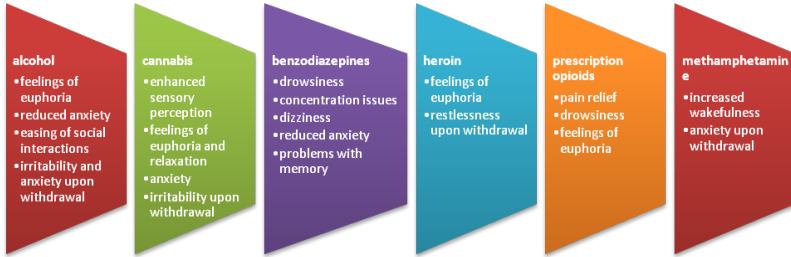 alcohol
•feelings of
euphoria
•reduced anxiety
•easing of social
interactions
•irritability and
anxiety upon
withdrawal
cannabis
•enhanced
sensory
perception
•feelings of
euphoria and
relaxation
•anxiety
•irritability upon
withdrawal
benzodiazepines
•drowsiness
•concentration issues
•dizziness
•reduced anxiety
•problems with
memory
heroin
•feelings of
euphoria
•restlessness
upon withdrawal
prescription
opioids
•pain relief
•drowsiness
•feelings of
euphoria
methamphetamin
e
•increased
wakefulness
•anxiety upon
withdrawal